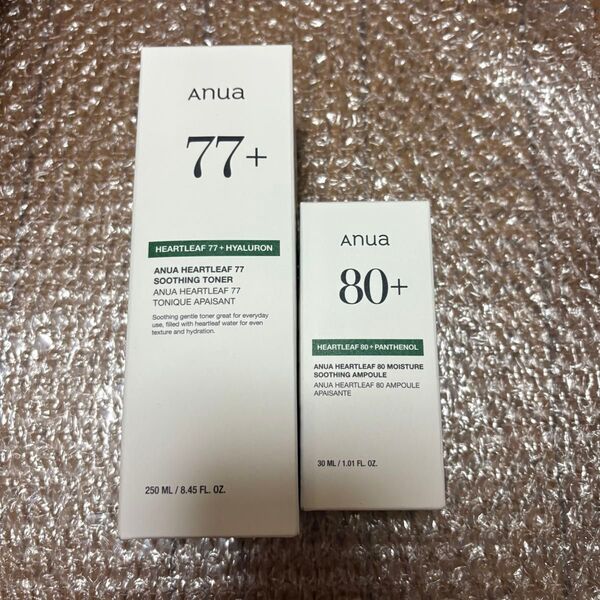 Anua
77+
HEARTLEAF 77+HYALURON
ANUA HEARTLEAF 77
SOOTHING TONER
ANUA HEARTLEAF 77
TONIQUE APAISANT
Soothing gentle toner great for everyday
use, filled with heartleaf water for even
texture and hydration.
250 ML / 8.45 FL. OZ.
Anua
80+
HEARTLEAF 80+PANTHENOL
ANUA HEARTLEAF 80 MOISTURE
SOOTHING AMPOULE
ANUA HEARTLEAF 80 AMPOULE
APAISANTE
30 ML / 1.01 FL. OZ.